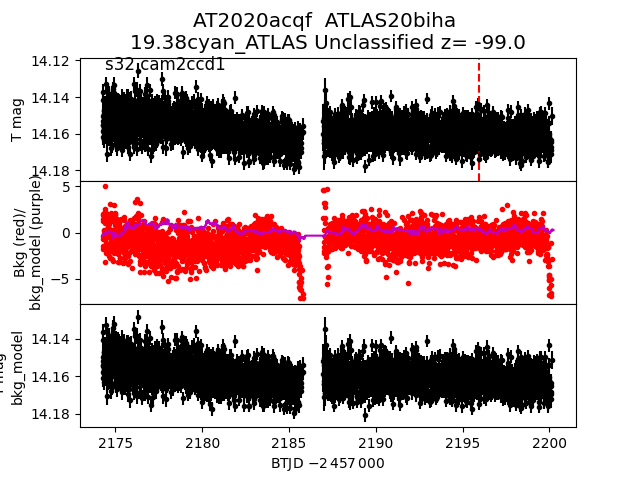 AT2020acqf  ATLAS20biha
19.38cyan_ATLAS Unclassified z= -99.0
s32 cam2ccd1
14.12
14.14
14.16
14.18
T mag
5
0
−5
Bkg (red)/
bkg_model (purple)
14.14
14.16
14.18
mag
bkg_model
2175
2180
2185
2190
2195
2200
BTJD −2 457 000